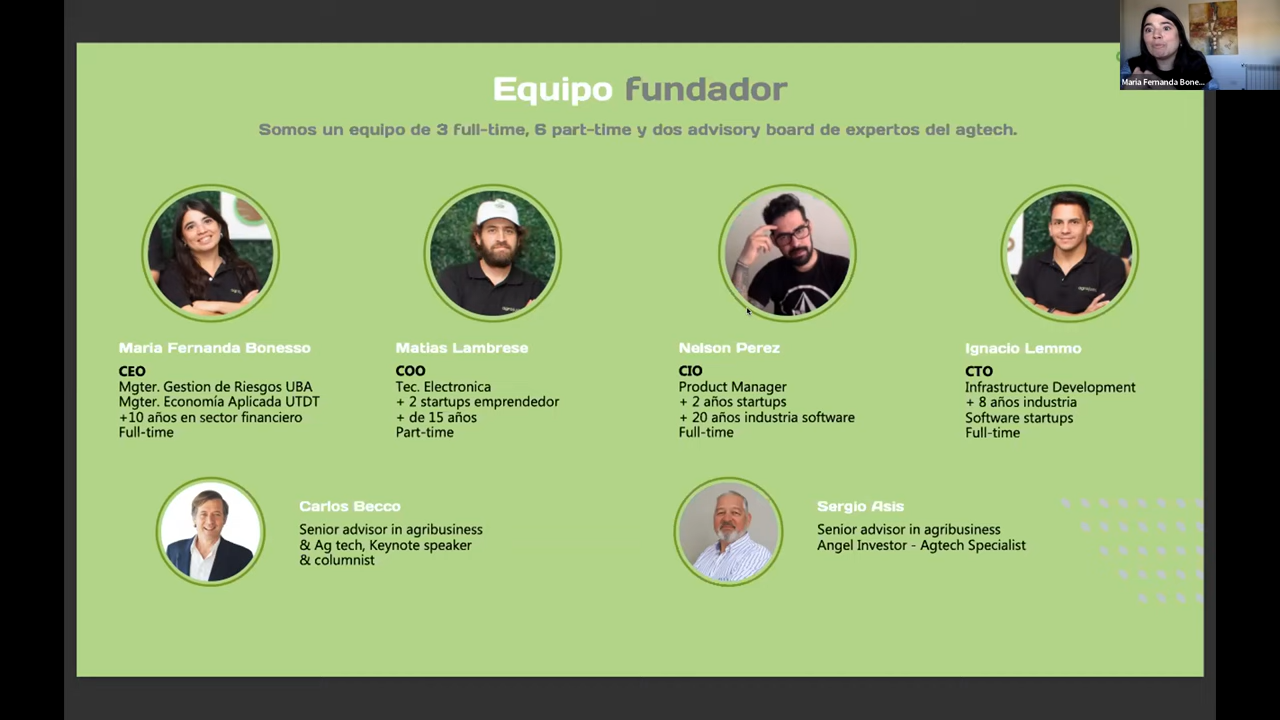 Equipo fundador
Somos un equipo de 3 full-time, 6 part-time y dos advisory board de expertos del agtech.
Maria Fernanda Bone...
Maria Fernanda Bonesso
CEO
Mgter. Gestion de Riesgos UBA
Mgter. Economía Aplicada UTDT
+10 años en sector financiero
Full-time
Matias Lambrese
COO
Tec. Electronica
+ 2 startups emprendedor
+ de 15 años
Part-time
Nelson Perez
CIO
Product Manager
+ 2 años startups
+ 20 años industria software
Full-time
Ignacio Lemmo
CTO
Infrastructure Development
+ 8 años industria
Software startups
Full-time
Carlos Becco
Senior advisor in agribusiness
& Ag tech, Keynote speaker
& columnist
Sergio Asis
Senior advisor in agribusiness
Angel Investor - Agtech Specialist